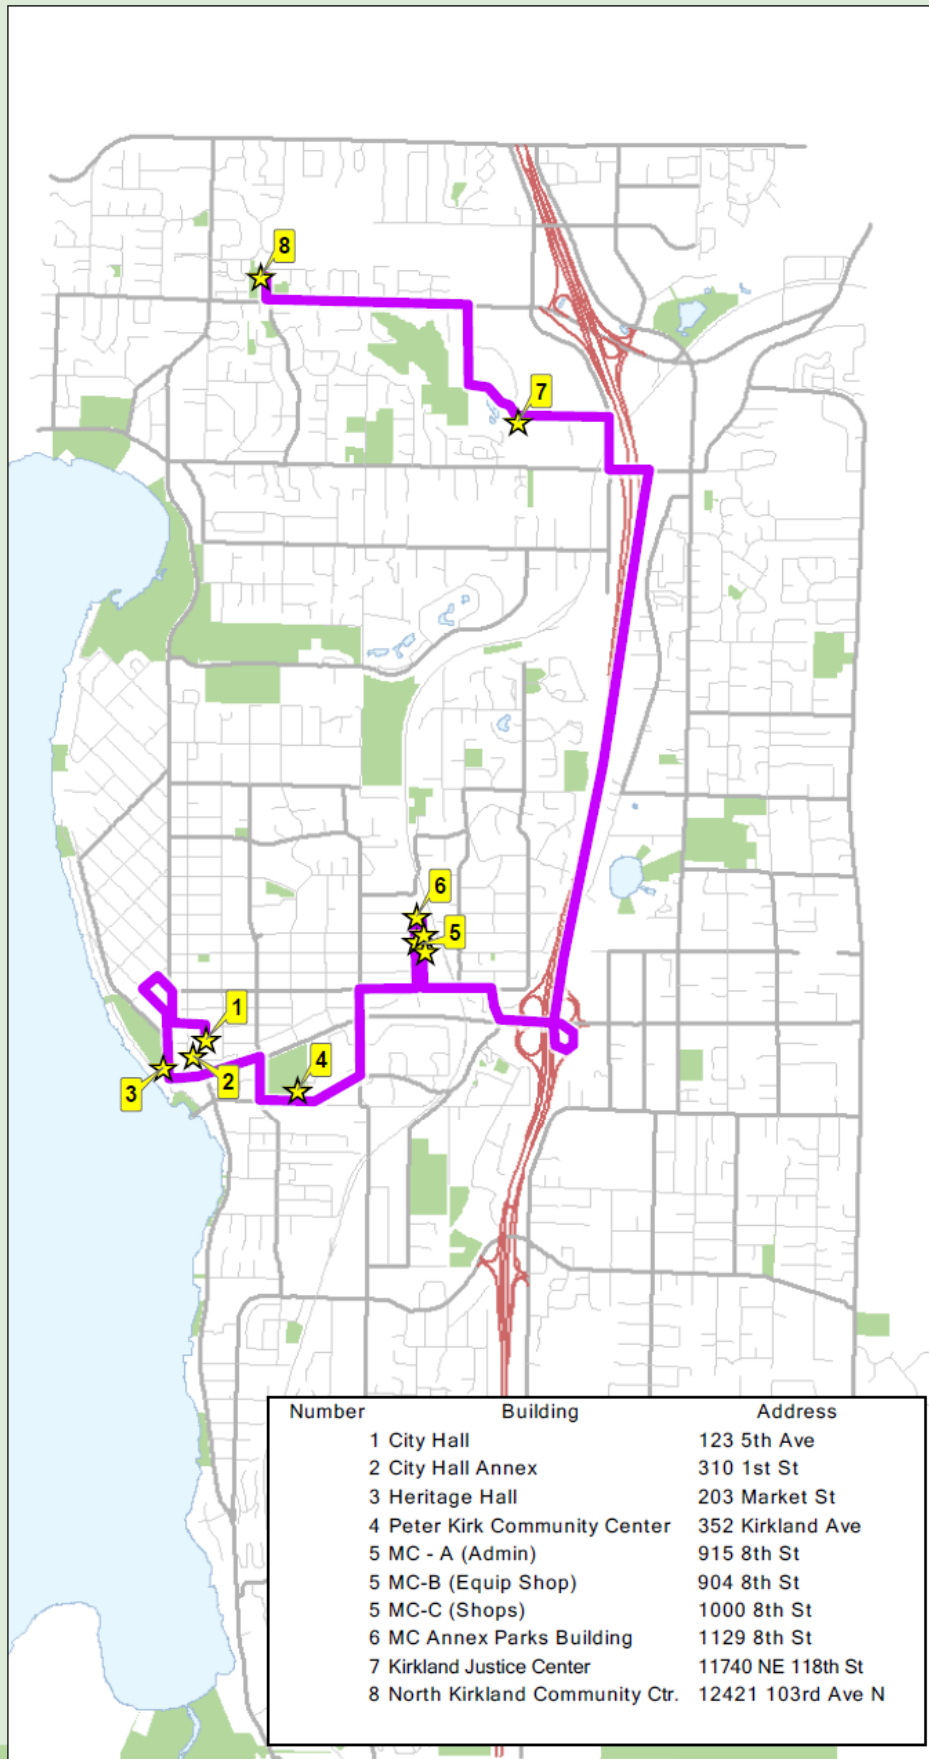 8
7
6
5
1
4
3
2
Number Building Address
1 City Hall 123 5th Ave
2 City Hall Annex 310 1st St
3 Heritage Hall 203 Market St
4 Peter Kirk Community Center 352 Kirkland Ave
5 MC - A (Admin) 915 8th St
5 MC-B (Equip Shop) 904 8th St
5 MC-C (Shops) 1000 8th St
6 MC Annex Parks Building 1129 8th St
7 Kirkland Justice Center 11740 NE 118th St
8 North Kirkland Community Ctr. 12421 103rd Ave N